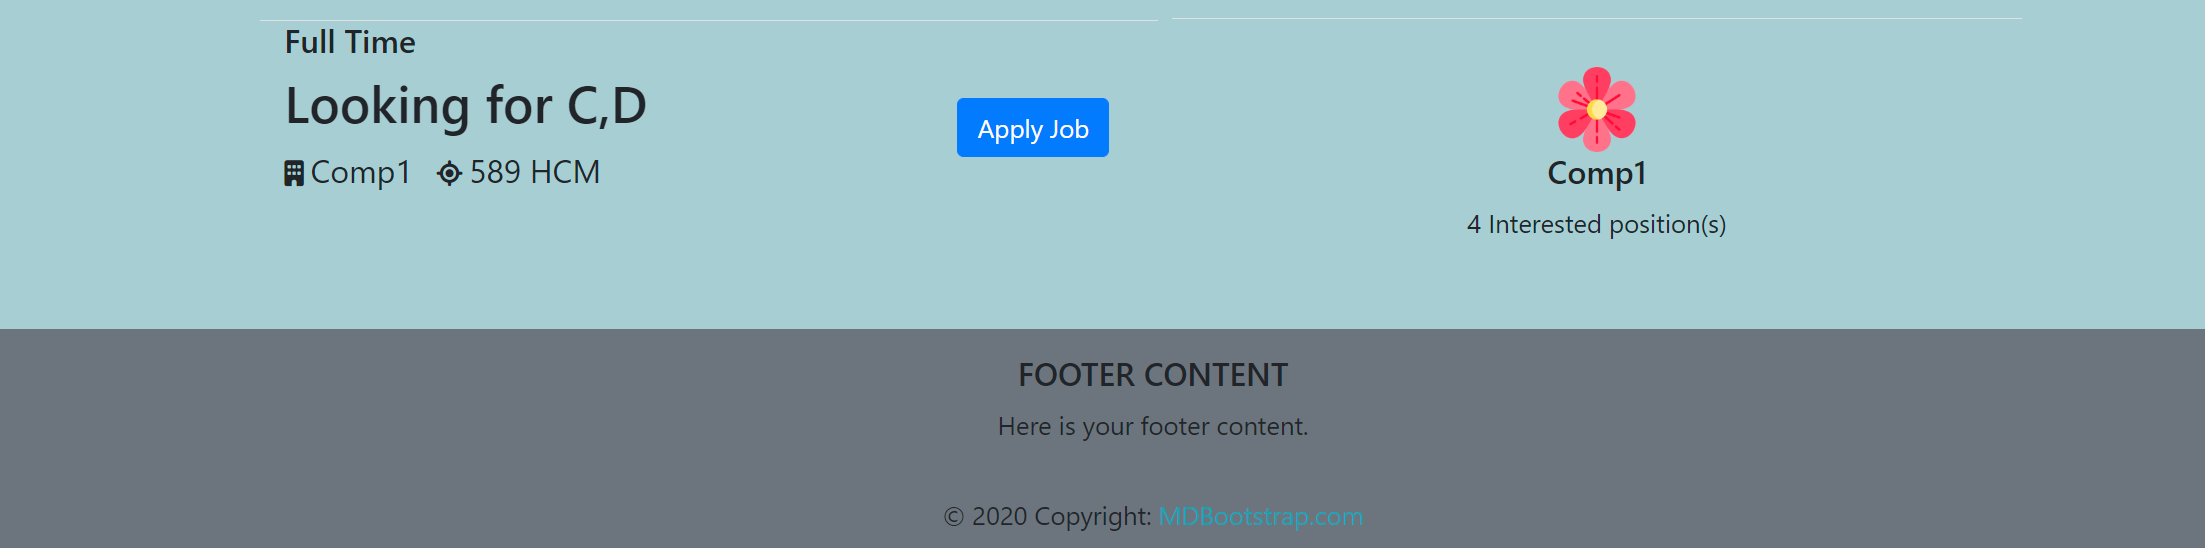 Full Time
Looking for C,D
Comp1 589 HCM
Apply Job
Comp1
4 Interested position(s)
FOOTER CONTENT
Here is your footer content.
© 2020 Copyright: MDBootstrap.com